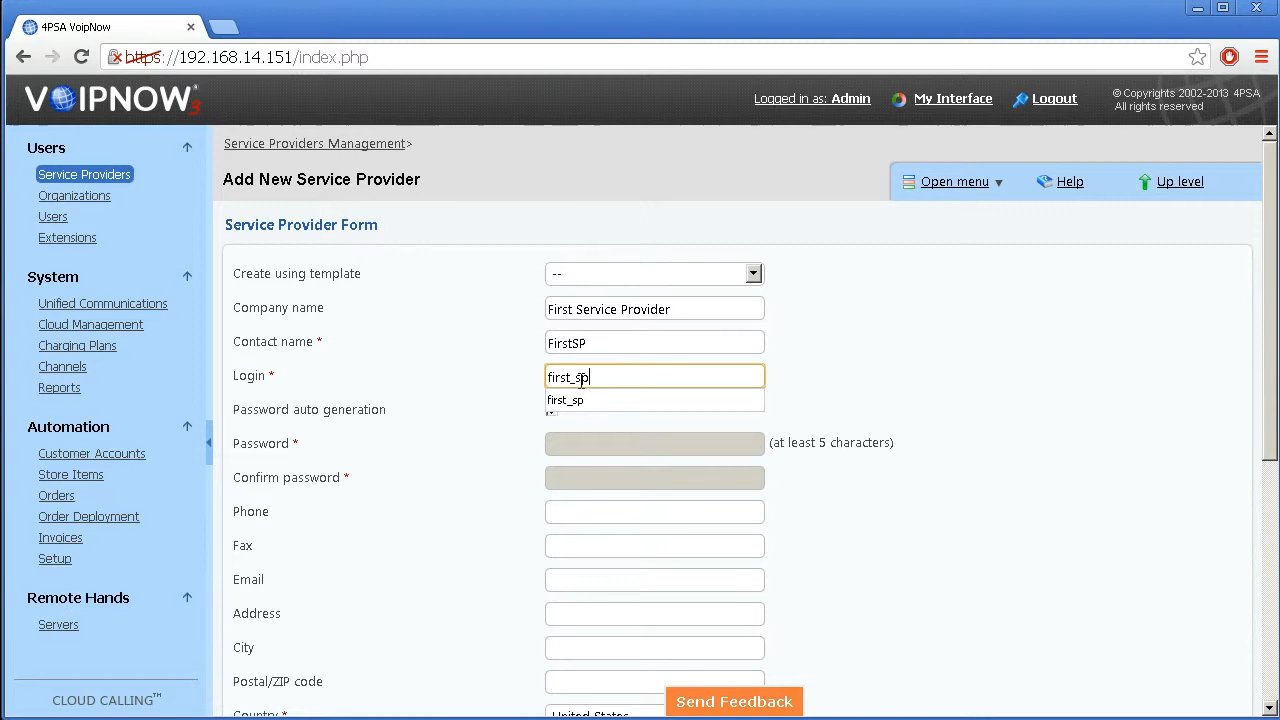 4PSA VoipNow
https://192.168.14.151/index.php
VOIPNOW 3
Logged in as: Admin
My Interface
Logout
© Copyrights 2002-2013 4PSA.
All rights reserved
Users
Service Providers
Organizations
Users
Extensions
System
Unified Communications
Cloud Management
Charging Plans
Channels
Reports
Automation
Customer Accounts
Store Items
Orders
Order Deployment
Invoices
Setup
Remote Hands
Servers
CLOUD CALLING™
Service Providers Management>
Add New Service Provider
Open menu
Help
Up level
Service Provider Form
Create using template
--
Company name
First Service Provider
Contact name *
FirstSP
Login *
first_sp
first_sp
Password auto generation
Password *
(at least 5 characters)
Confirm password *
Phone
Fax
Email
Address
City
Postal/ZIP code
Country *
United States
Send Feedback